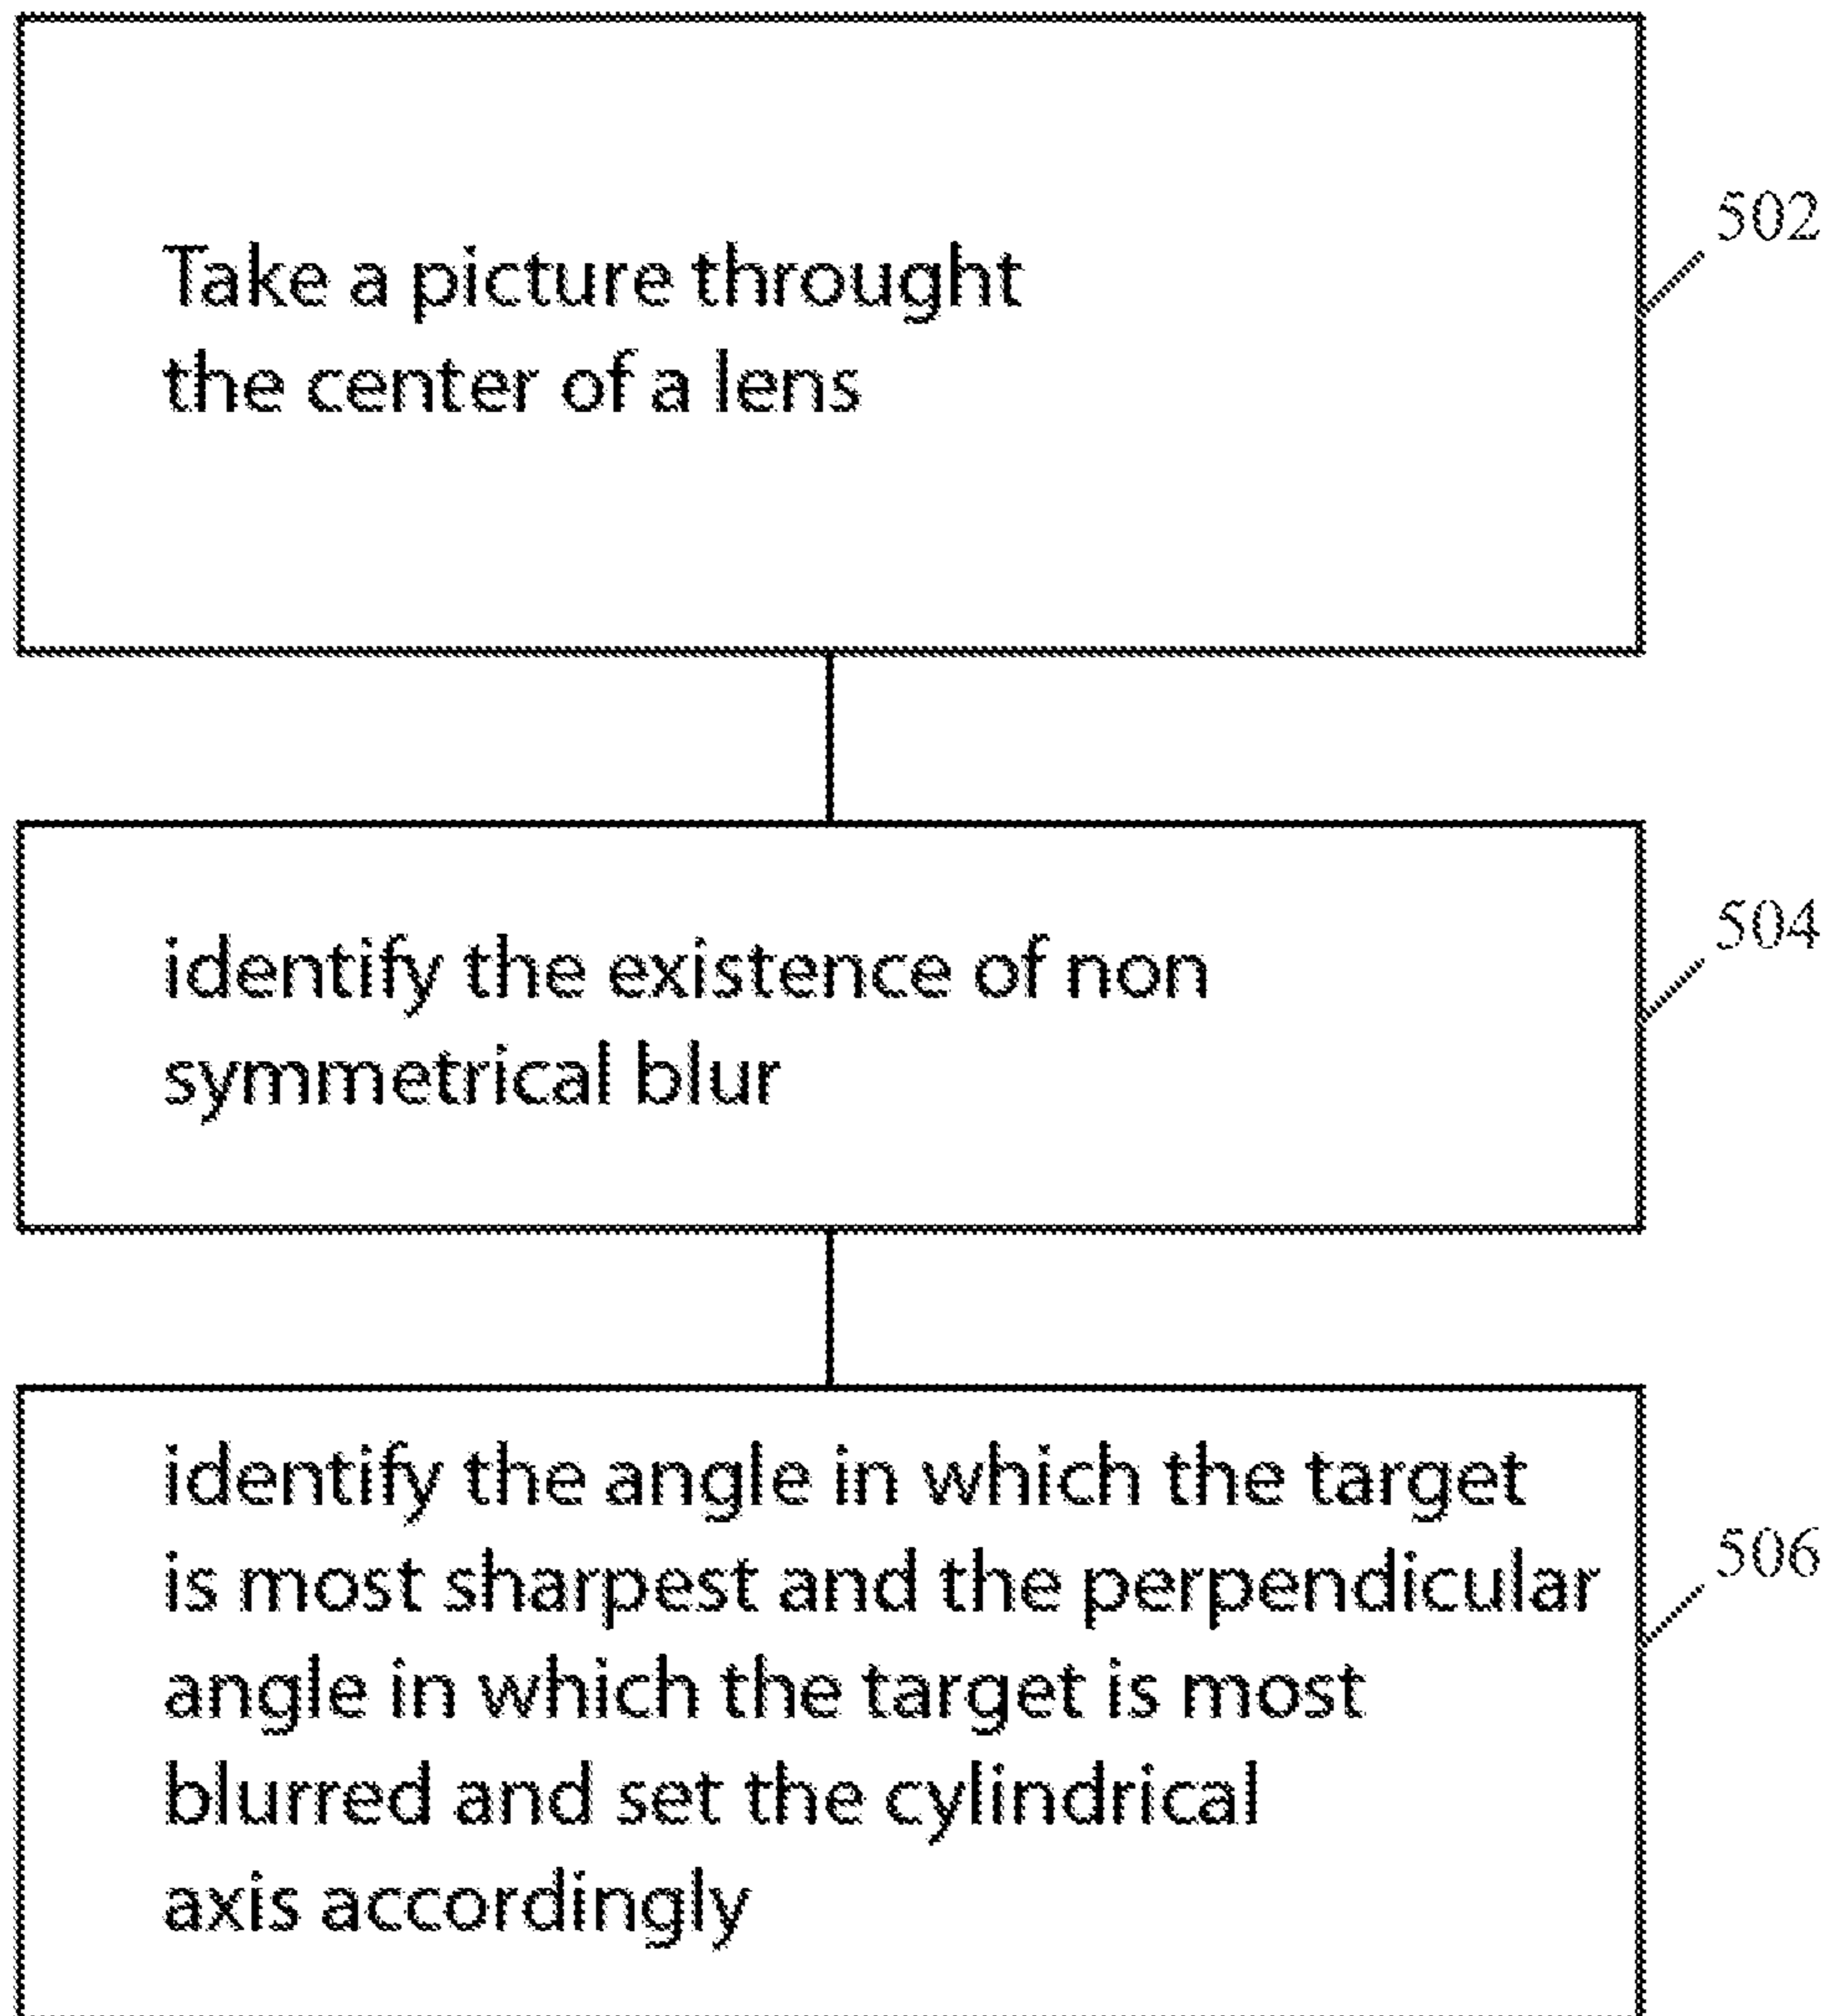 Take a picture throught
the center of a lens
502
identify the existence of non
symmetrical blur
504
identify the angle in which the target
is most sharpest and the perpendicular
angle in which the target is most
blurred and set the cylindrical
axis accordingly
506